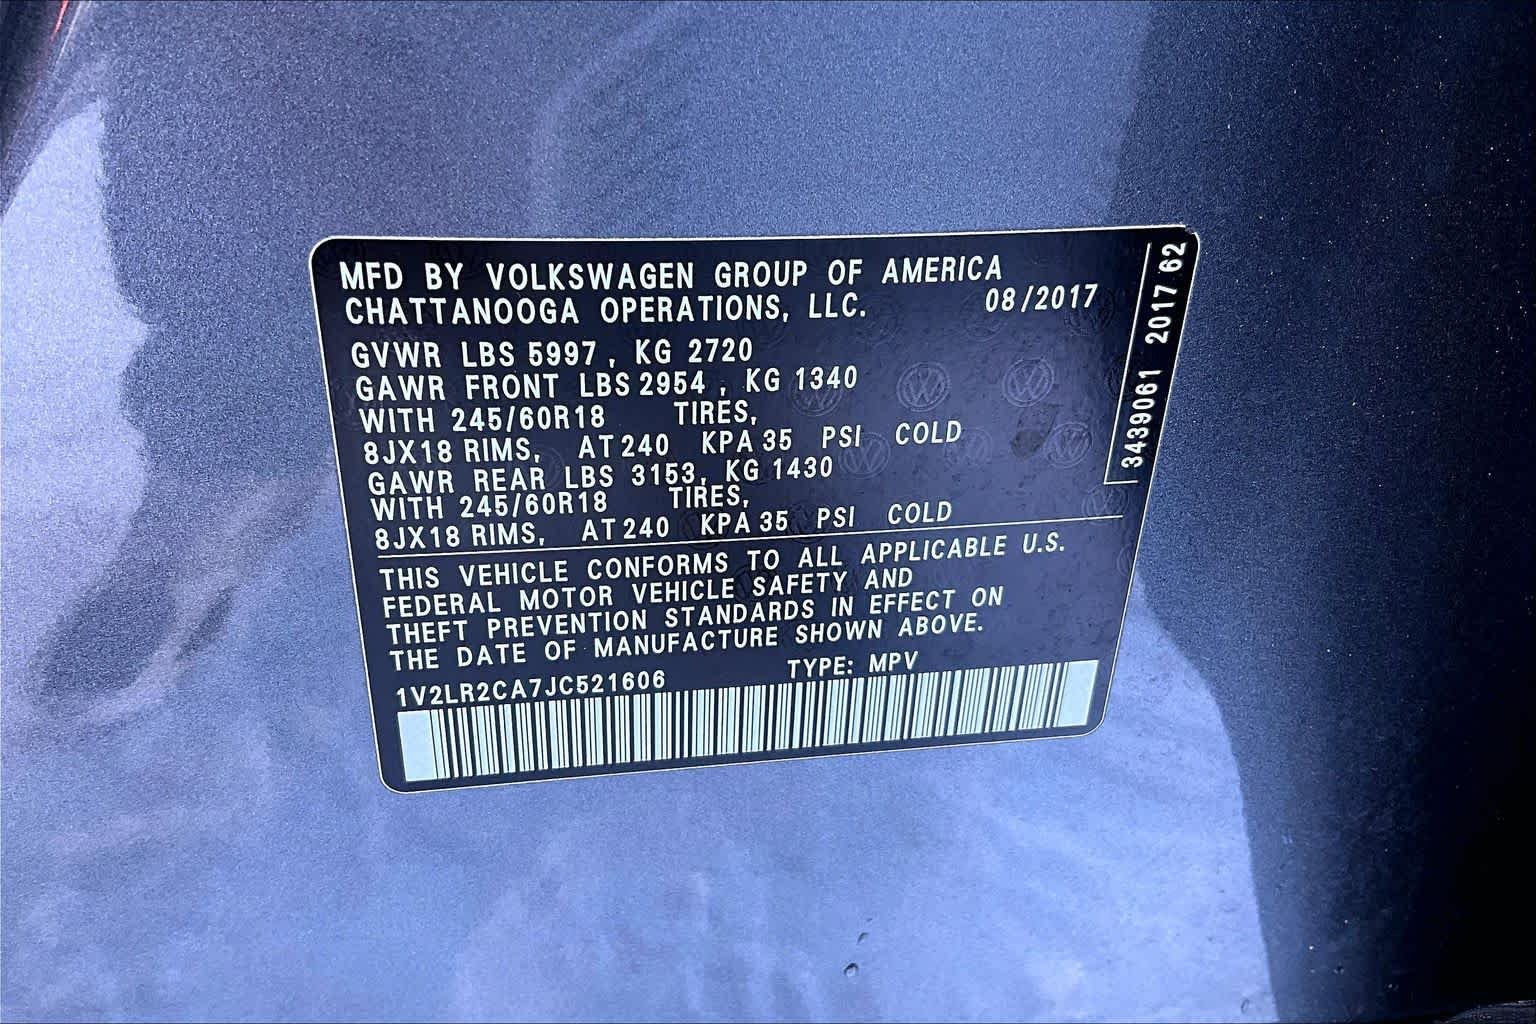 MFD BY VOLKSWAGEN GROUP OF AMERICA
CHATTANOOGA OPERATIONS, LLC. 08/2017
GVWR LBS 5997, KG 2720
GAWR FRONT LBS 2954, KG 1340
WITH 245/60R18 TIRES,
8JX18 RIMS, AT 240 KPA 35 PSI COLD
GAWR REAR LBS 3153, KG 1430
WITH 245/60R18 TIRES,
8JX18 RIMS, AT 240 KPA 35 PSI COLD
THIS VEHICLE CONFORMS TO ALL APPLICABLE U.S.
FEDERAL MOTOR VEHICLE SAFETY AND
THEFT PREVENTION STANDARDS IN EFFECT ON
THE DATE OF MANUFACTURE SHOWN ABOVE.
1V2LR2CA7JC521606 TYPE: MPV
3439061 2017 62